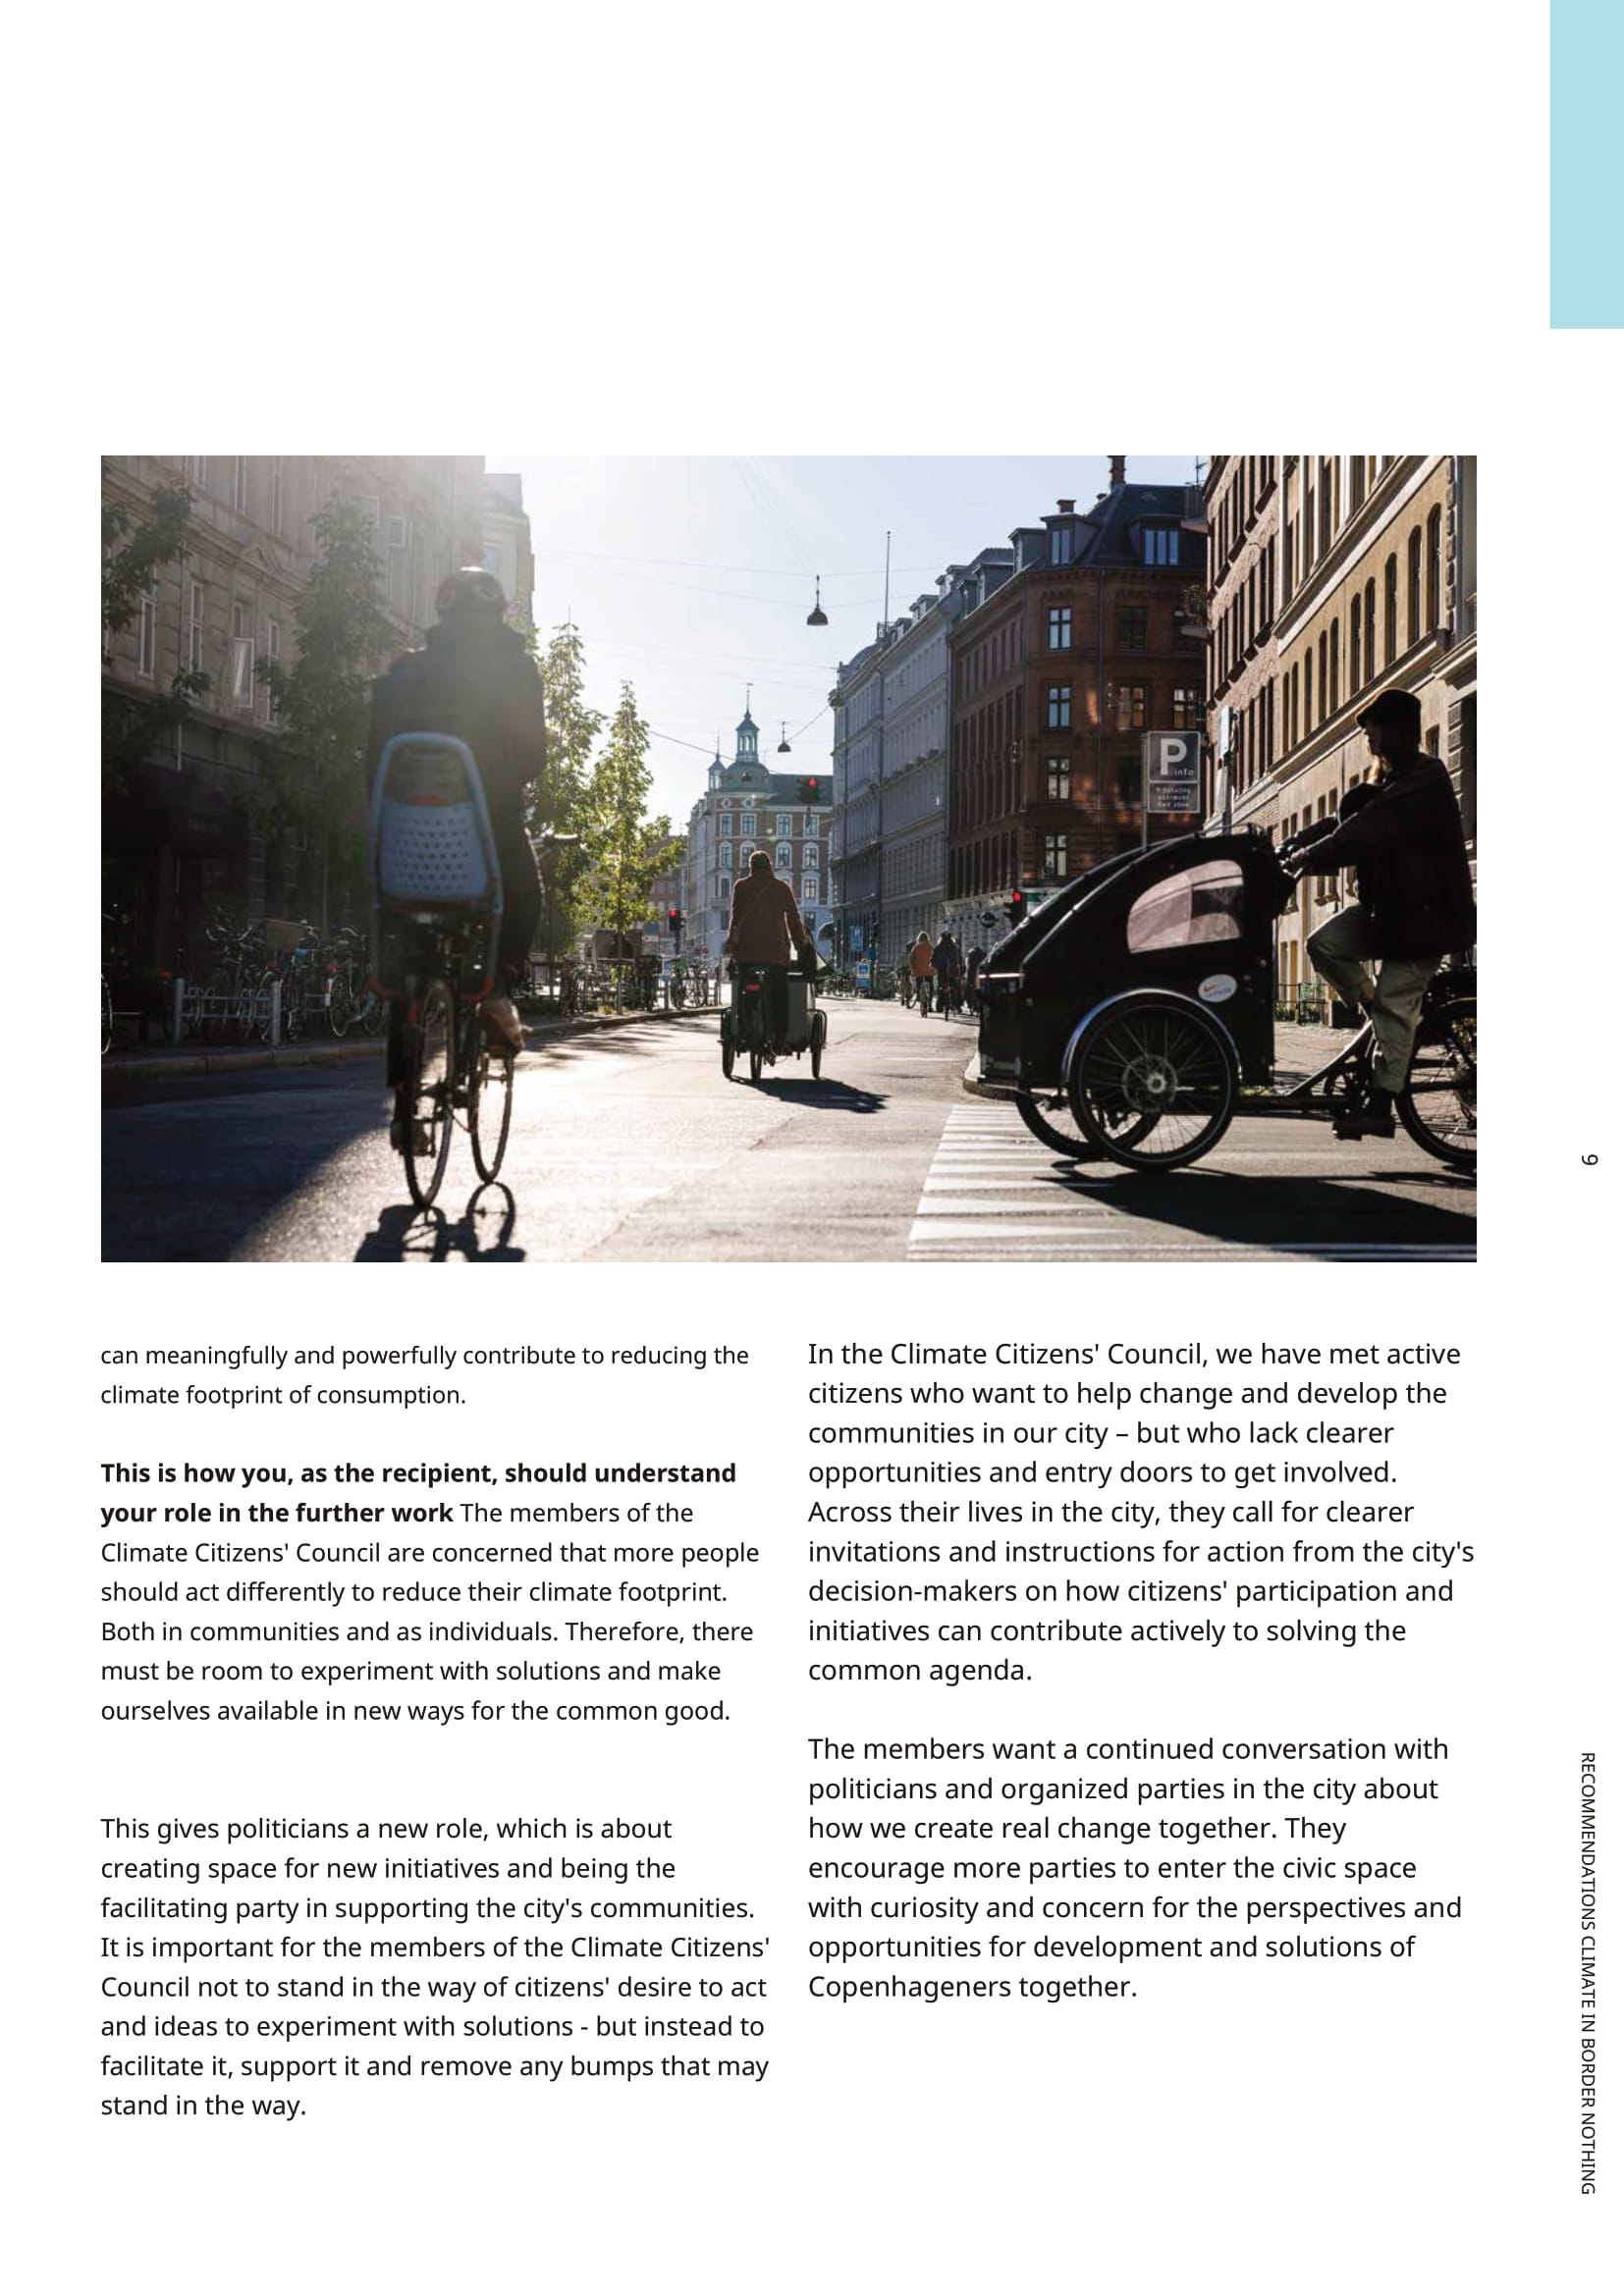 P
info
can meaningfully and powerfully contribute to reducing the
climate footprint of consumption.
This is how you, as the recipient, should understand
your role in the further work The members of the
Climate Citizens' Council are concerned that more people
should act differently to reduce their climate footprint.
Both in communities and as individuals. Therefore, there
must be room to experiment with solutions and make
ourselves available in new ways for the common good.
This gives politicians a new role, which is about
creating space for new initiatives and being the
facilitating party in supporting the city's communities.
It is important for the members of the Climate Citizens'
Council not to stand in the way of citizens' desire to act
and ideas to experiment with solutions - but instead to
facilitate it, support it and remove any bumps that may
stand in the way.
In the Climate Citizens' Council, we have met active
citizens who want to help change and develop the
communities in our city – but who lack clearer
opportunities and entry doors to get involved.
Across their lives in the city, they call for clearer
invitations and instructions for action from the city's
decision-makers on how citizens' participation and
initiatives can contribute actively to solving the
common agenda.
The members want a continued conversation with
politicians and organized parties in the city about
how we create real change together. They
encourage more parties to enter the civic space
with curiosity and concern for the perspectives and
opportunities for development and solutions of
Copenhageners together.
9
RECOMMENDATIONS CLIMATE IN BORDER NOTHING